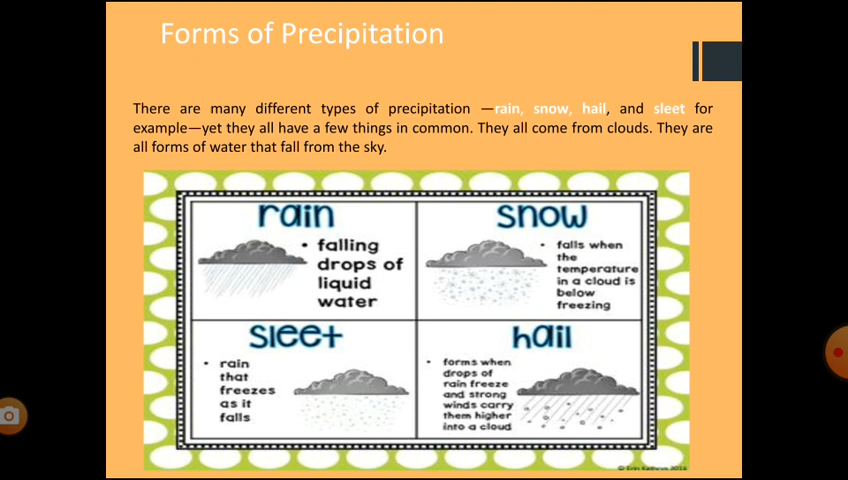 Forms of Precipitation
There are many different types of precipitation —rain, snow, hail, and sleet for
example—yet they all have a few things in common. They all come from clouds. They are
all forms of water that fall from the sky.
rain
• falling
drops of
liquid
water
snow
• falls when
the
temperature
in a cloud is
below
freezing
sleet
• rain
that
freezes
as it
falls
hail
• forms when
drops of
rain freeze
and strong
winds carry
them higher
into a cloud
© Erin Kathryn 2016